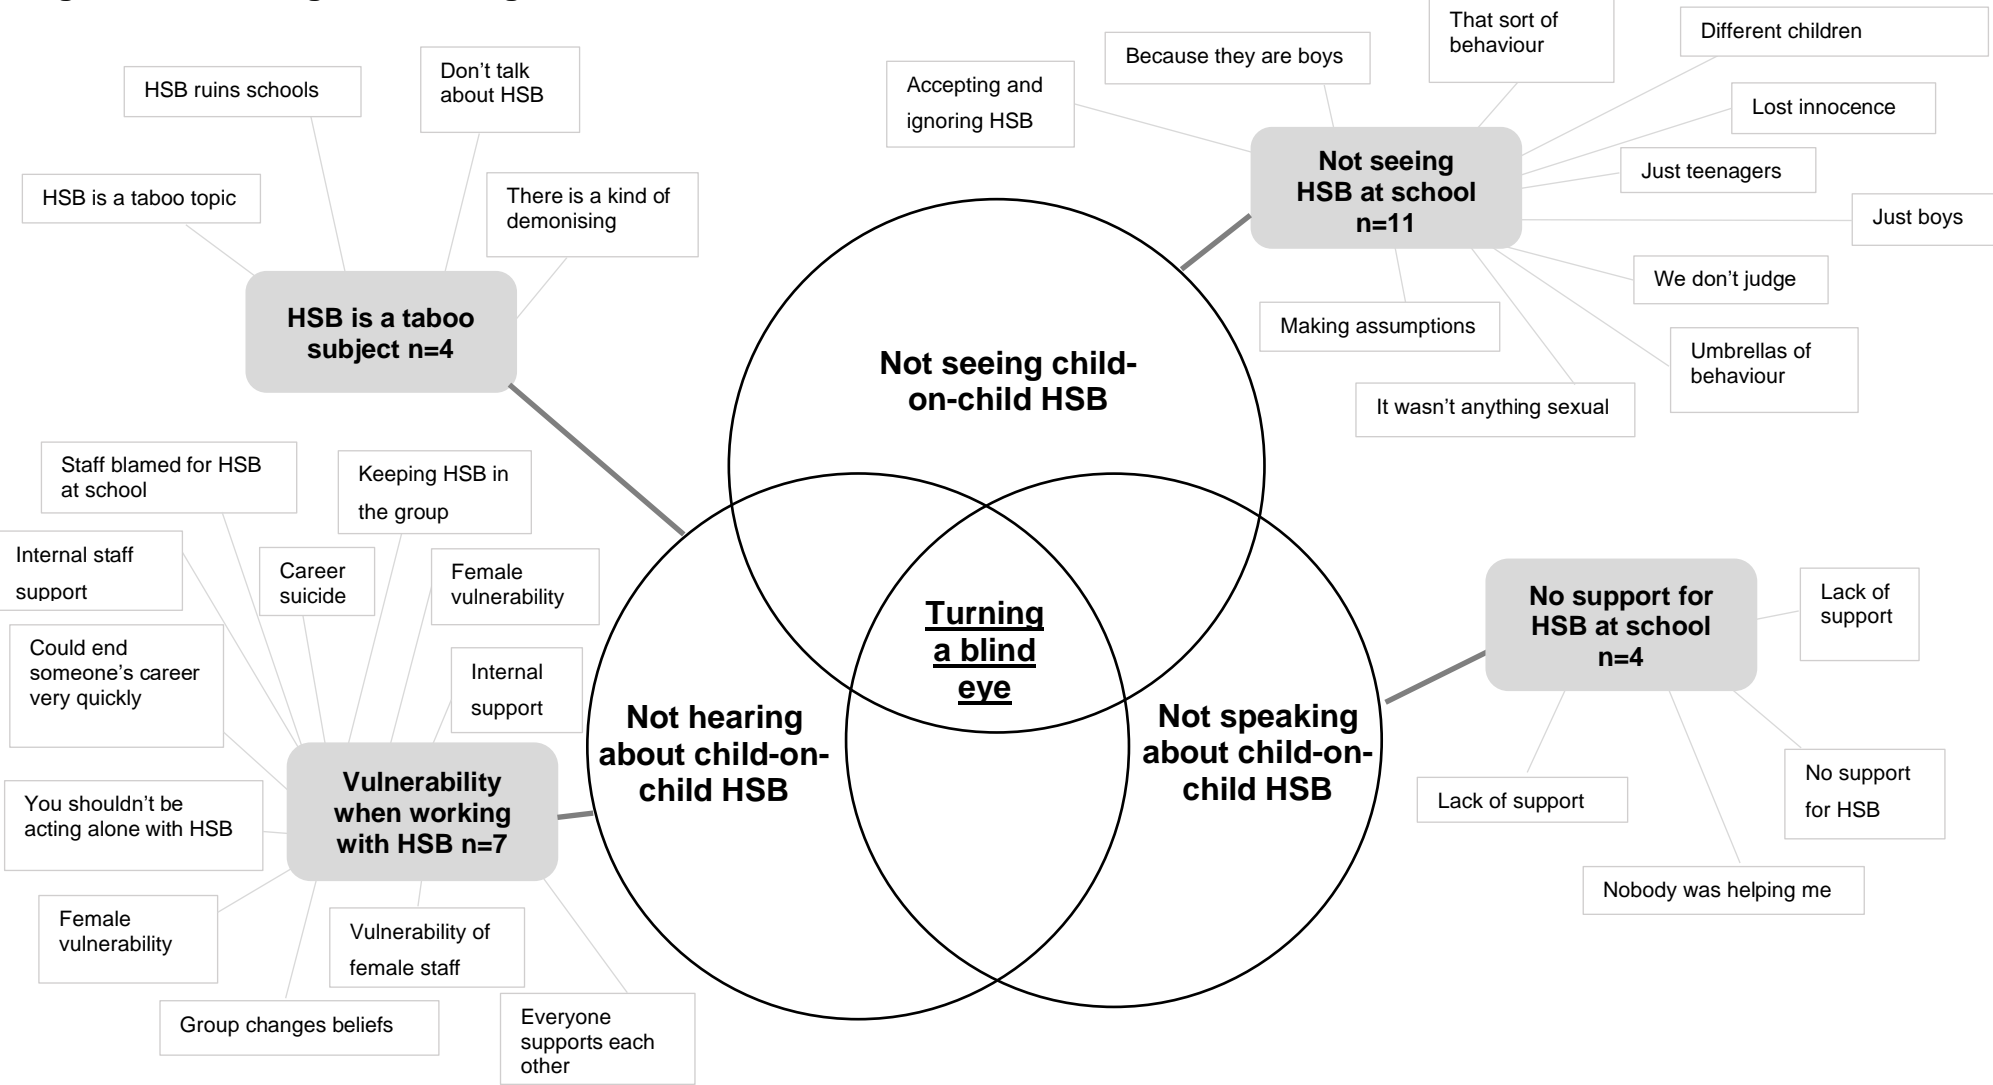 HSB ruins schools
Don't talk
about HSB
HSB is a taboo topic
There is a kind of
demonising
HSB is a taboo
subject n=4
Accepting and
ignoring HSB
Because they are boys
That sort of
behaviour
Different children
Lost innocence
Just teenagers
Just boys
We don't judge
Umbrellas of
behaviour
It wasn't anything sexual
Making assumptions
Not seeing
HSB at school
n=11
Not seeing child-
on-child HSB
Turning
a blind
eye
Not hearing
about child-on-
child HSB
Not speaking
about child-on-
child HSB
Staff blamed for HSB
at school
Keeping HSB in
the group
Internal staff
support
Career
suicide
Female
vulnerability
Could end
someone's career
very quickly
Internal
support
You shouldn't be
acting alone with HSB
Vulnerability
when working
with HSB n=7
Female
vulnerability
Vulnerability of
female staff
Group changes beliefs
Everyone
supports each
other
No support for
HSB at school
n=4
Lack of
support
Lack of support
No support
for HSB
Nobody was helping me